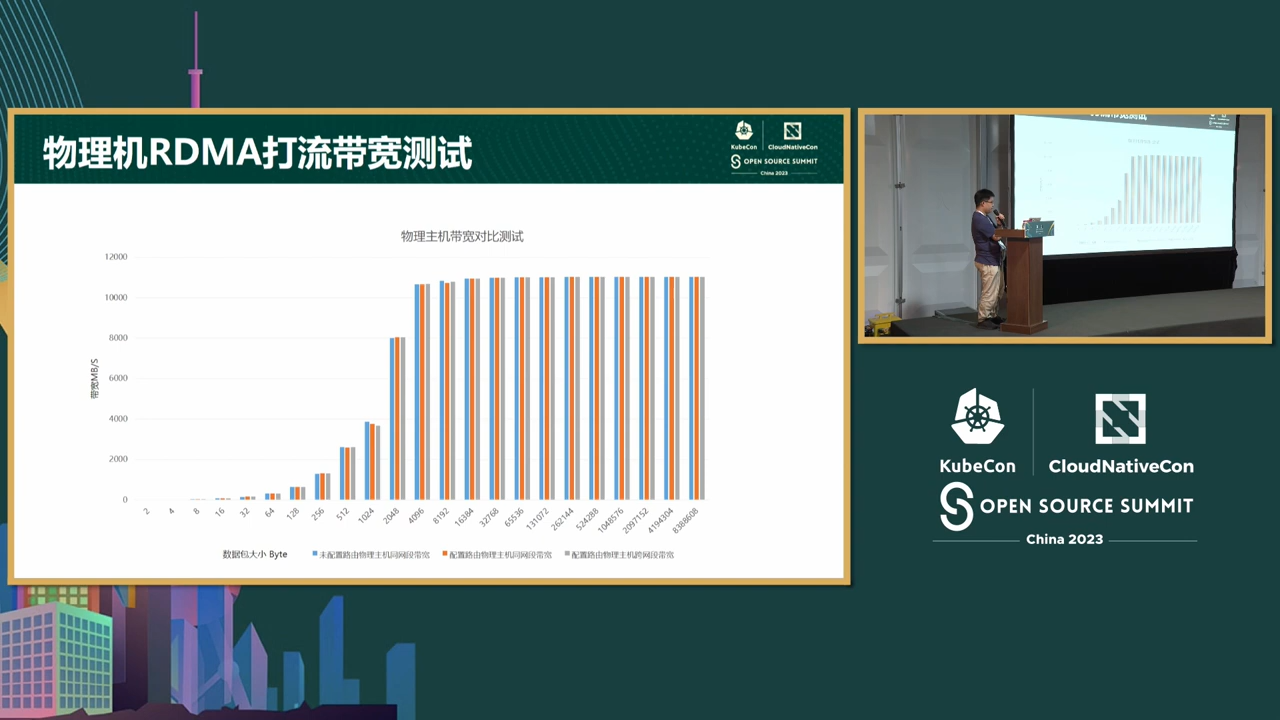 物理机RDMA打流带宽测试
KubeCon
CloudNativeCon
OPEN SOURCE SUMMIT
China 2023
物理主机带宽对比测试
12000
10000
8000
6000
4000
2000
0
带宽MB/S
2 4 8 16 32 64 128 256 512 1024 2048 4096 8192 16384 32768 65536 131072 262144 524288 1048576 2097152 4194304 8388608
数据包大小 Byte
未配置路由物理主机同网段带宽
配置路由物理主机同网段带宽
配置路由物理主机跨网段带宽
KubeCon
CloudNativeCon
OPEN SOURCE SUMMIT
China 2023